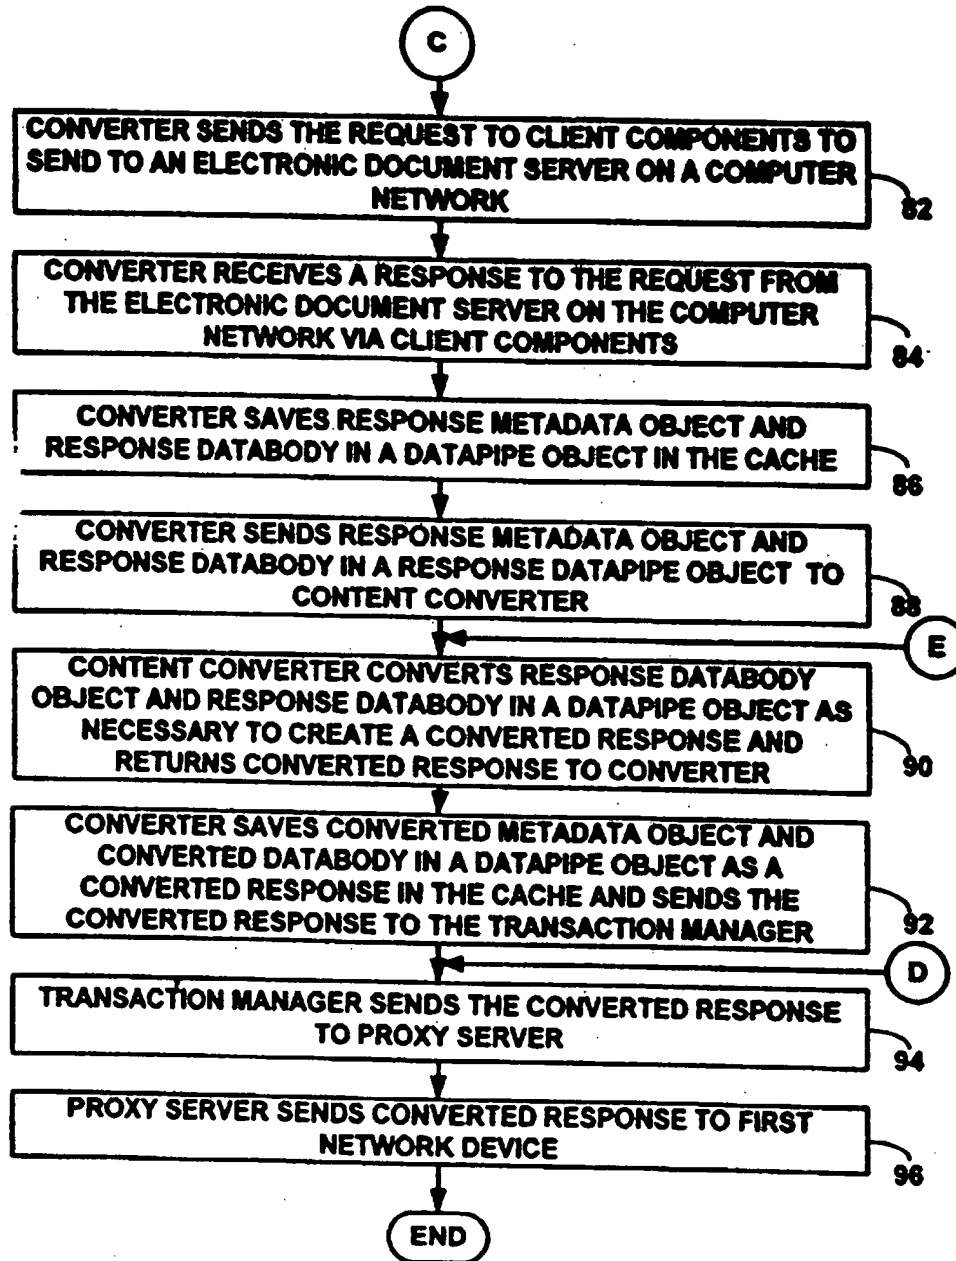 C
CONVERTER SENDS THE REQUEST TO CLIENT COMPONENTS TO
SEND TO AN ELECTRONIC DOCUMENT SERVER ON A COMPUTER
NETWORK
82
CONVERTER RECEIVES A RESPONSE TO THE REQUEST FROM
THE ELECTRONIC DOCUMENT SERVER ON THE COMPUTER
NETWORK VIA CLIENT COMPONENTS
84
CONVERTER SAVES RESPONSE METADATA OBJECT AND
RESPONSE DATABODY IN A DATAPIPE OBJECT IN THE CACHE
86
CONVERTER SENDS RESPONSE METADATA OBJECT AND
RESPONSE DATABODY IN A RESPONSE DATAPIPE OBJECT TO
CONTENT CONVERTER
88
E
CONTENT CONVERTER CONVERTS RESPONSE DATABODY
OBJECT AND RESPONSE DATABODY IN A DATAPIPE OBJECT AS
NECESSARY TO CREATE A CONVERTED RESPONSE AND
RETURNS CONVERTED RESPONSE TO CONVERTER
90
CONVERTER SAVES CONVERTED METADATA OBJECT AND
CONVERTED DATABODY IN A DATAPIPE OBJECT AS A
CONVERTED RESPONSE IN THE CACHE AND SENDS THE
CONVERTED RESPONSE TO THE TRANSACTION MANAGER
92
D
TRANSACTION MANAGER SENDS THE CONVERTED RESPONSE
TO PROXY SERVER
94
PROXY SERVER SENDS CONVERTED RESPONSE TO FIRST
NETWORK DEVICE
96
END